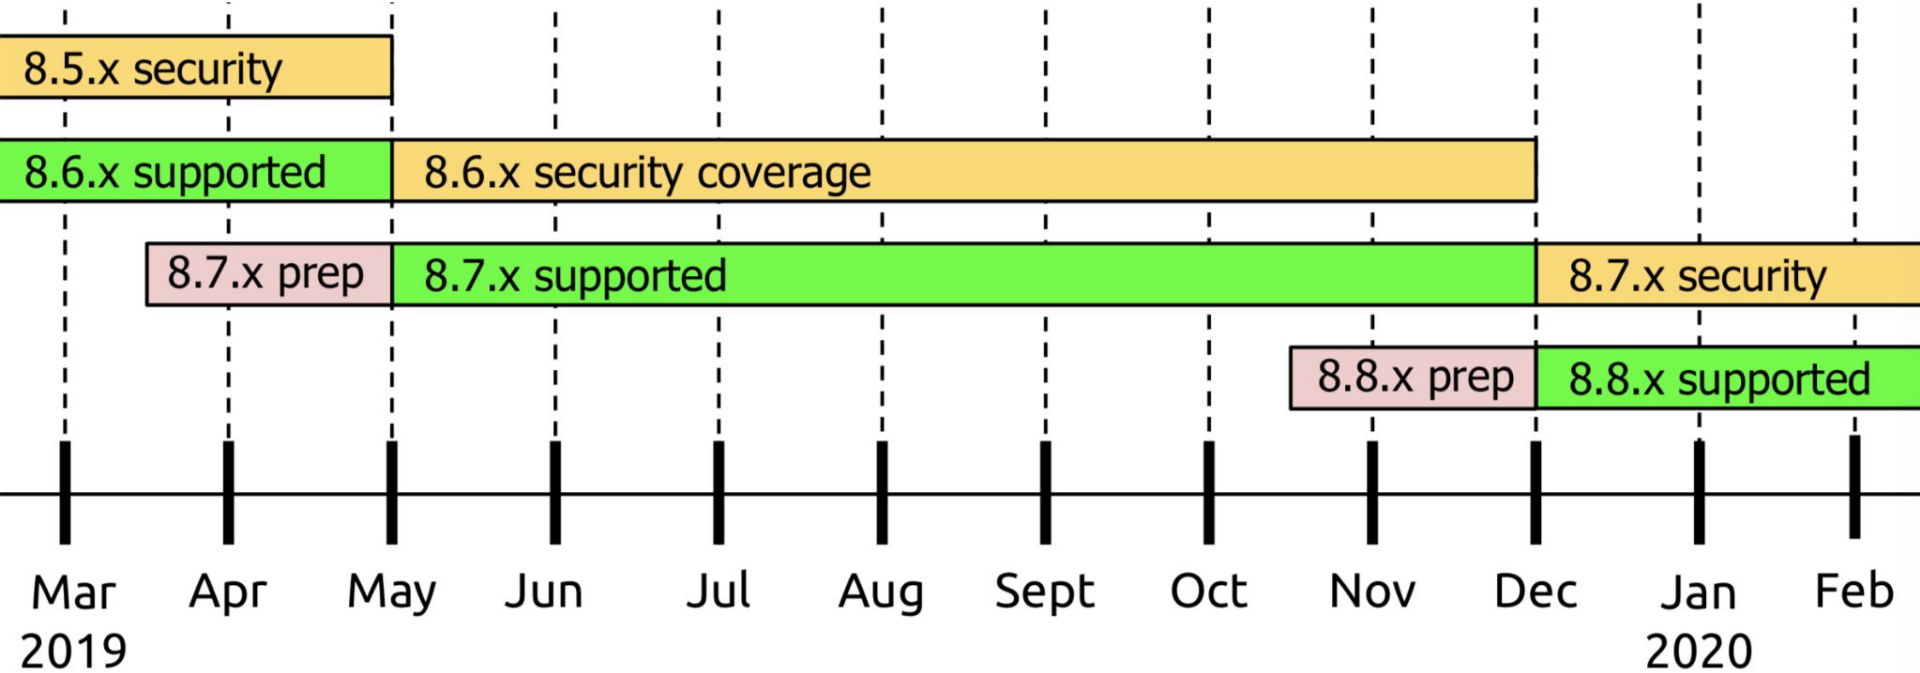 8.5.x security
8.6.x supported 8.6.x security coverage
8.7.x prep 8.7.x supported 8.7.x security
8.8.x prep 8.8.x supported
Mar Apr May Jun Jul Aug Sept Oct Nov Dec Jan Feb
2019 2020